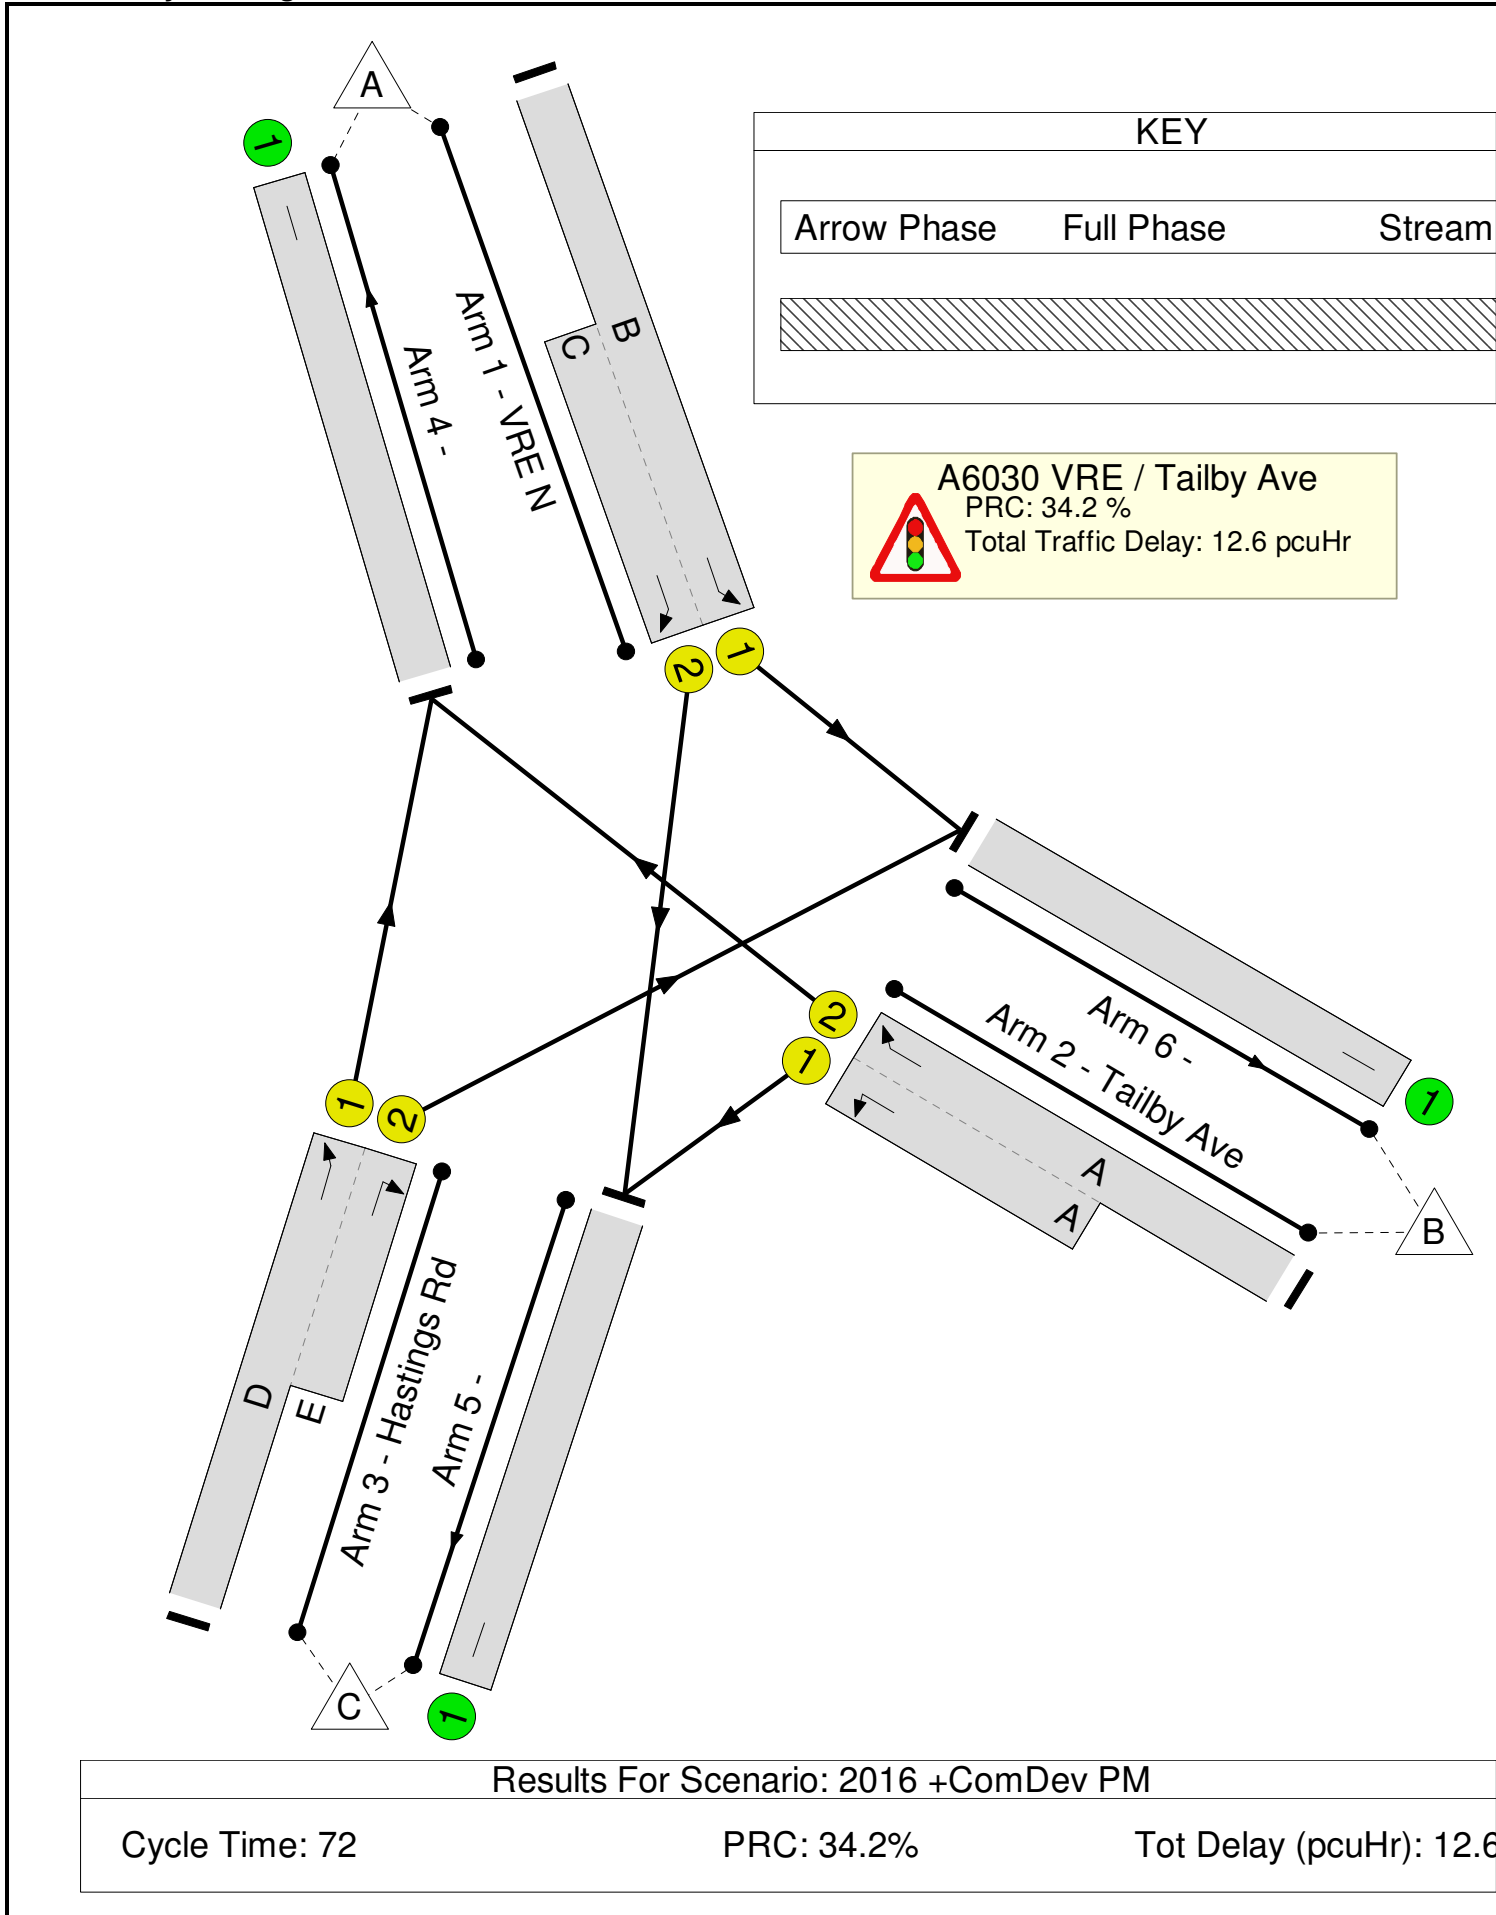 A
1
KEY
Arrow Phase Full Phase Stream
B
C
Arm 1 - VRE N
Arm 4 -
A6030 VRE / Tailby Ave
PRC: 34.2 %
Total Traffic Delay: 12.6 pcuHr
2
1
2
1
Arm 6 -
Arm 2 - Tailby Ave
1
1
2
A
A
B
D
E
Arm 3 - Hastings Rd
Arm 5 -
C
1
Results For Scenario: 2016 +ComDev PM
Cycle Time: 72 PRC: 34.2% Tot Delay (pcuHr): 12.6